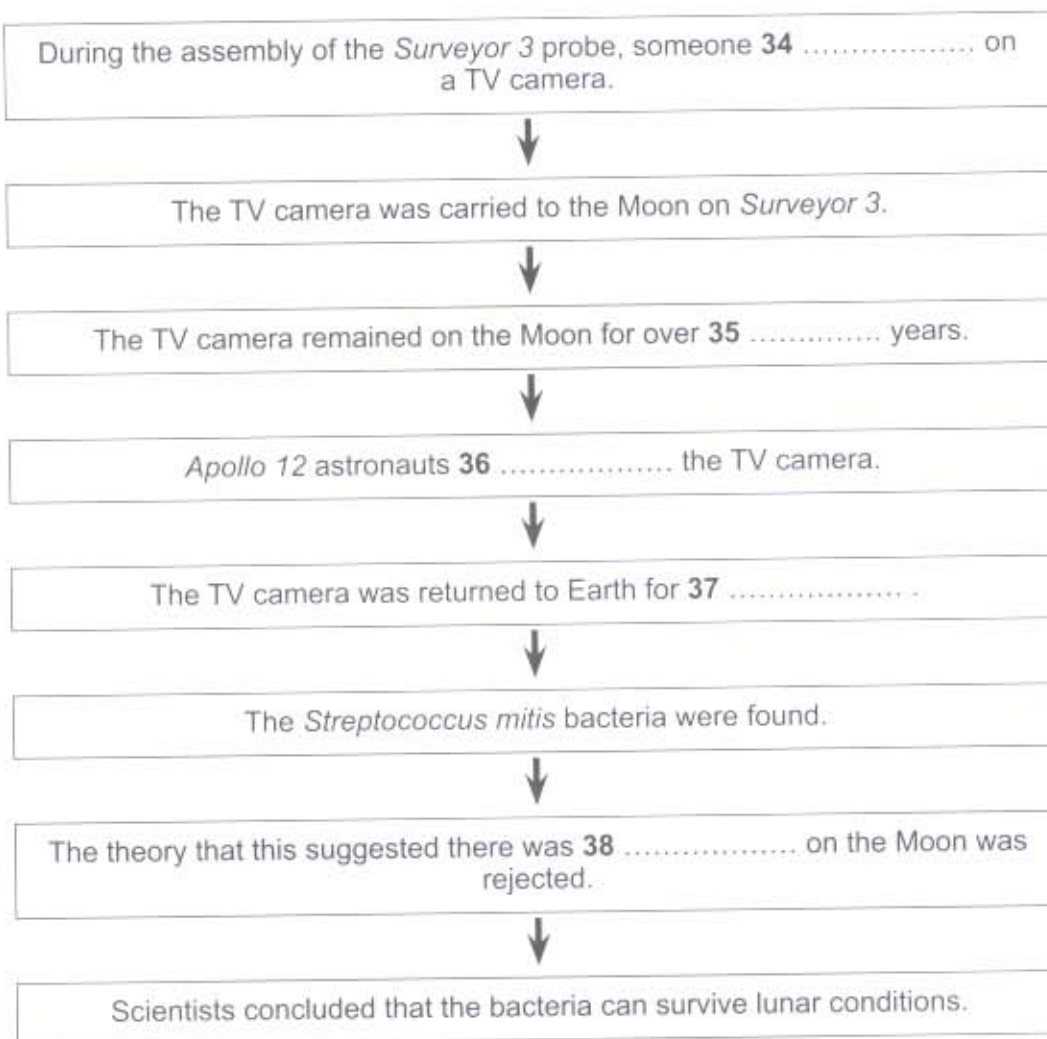 During the assembly of the Surveyor 3 probe, someone 34 .................. on
a TV camera.
The TV camera was carried to the Moon on Surveyor 3.
The TV camera remained on the Moon for over 35 .............. years.
Apollo 12 astronauts 36 ................... the TV camera.
The TV camera was returned to Earth for 37 ................... .
The Streptococcus mitis bacteria were found.
The theory that this suggested there was 38 ................... on the Moon was
rejected.
Scientists concluded that the bacteria can survive lunar conditions.